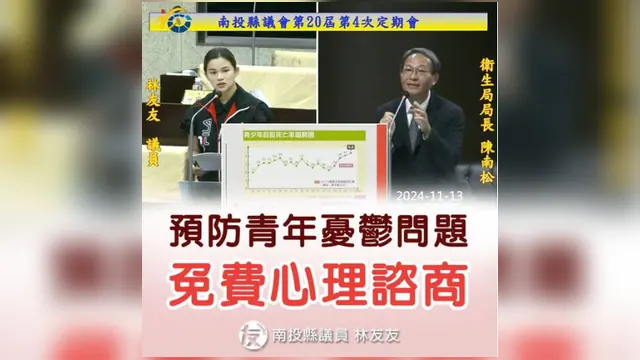 南投縣議會第20屆第4次定期會
林友友 議員
衛生局局長 陳南松
青少年自殺死亡率趨勢圖
2024-11-13
預防青年憂鬱問題
免費心理諮商
友 南投縣議員 林友友